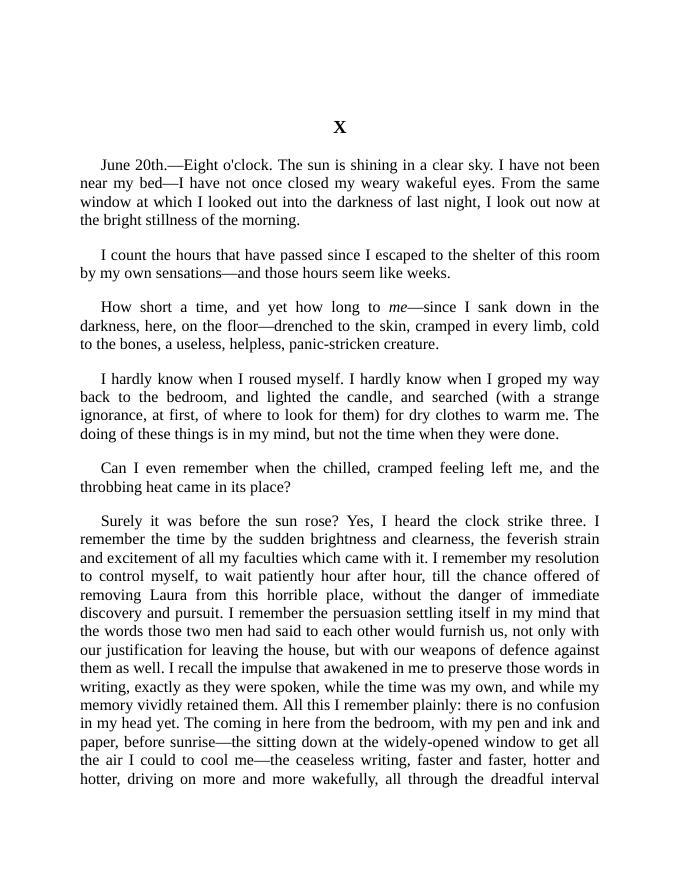 X
June 20th.—Eight o'clock. The sun is shining in a clear sky. I have not been
near my bed—I have not once closed my weary wakeful eyes. From the same
window at which I looked out into the darkness of last night, I look out now at
the bright stillness of the morning.
I count the hours that have passed since I escaped to the shelter of this room
by my own sensations—and those hours seem like weeks.
How short a time, and yet how long to me—since I sank down in the
darkness, here, on the floor—drenched to the skin, cramped in every limb, cold
to the bones, a useless, helpless, panic-stricken creature.
I hardly know when I roused myself. I hardly know when I groped my way
back to the bedroom, and lighted the candle, and searched (with a strange
ignorance, at first, of where to look for them) for dry clothes to warm me. The
doing of these things is in my mind, but not the time when they were done.
Can I even remember when the chilled, cramped feeling left me, and the
throbbing heat came in its place?
Surely it was before the sun rose? Yes, I heard the clock strike three. I
remember the time by the sudden brightness and clearness, the feverish strain
and excitement of all my faculties which came with it. I remember my resolution
to control myself, to wait patiently hour after hour, till the chance offered of
removing Laura from this horrible place, without the danger of immediate
discovery and pursuit. I remember the persuasion settling itself in my mind that
the words those two men had said to each other would furnish us, not only with
our justification for leaving the house, but with our weapons of defence against
them as well. I recall the impulse that awakened in me to preserve those words in
writing, exactly as they were spoken, while the time was my own, and while my
memory vividly retained them. All this I remember plainly: there is no confusion
in my head yet. The coming in here from the bedroom, with my pen and ink and
paper, before sunrise—the sitting down at the widely-opened window to get all
the air I could to cool me—the ceaseless writing, faster and faster, hotter and
hotter, driving on more and more wakefully, all through the dreadful interval